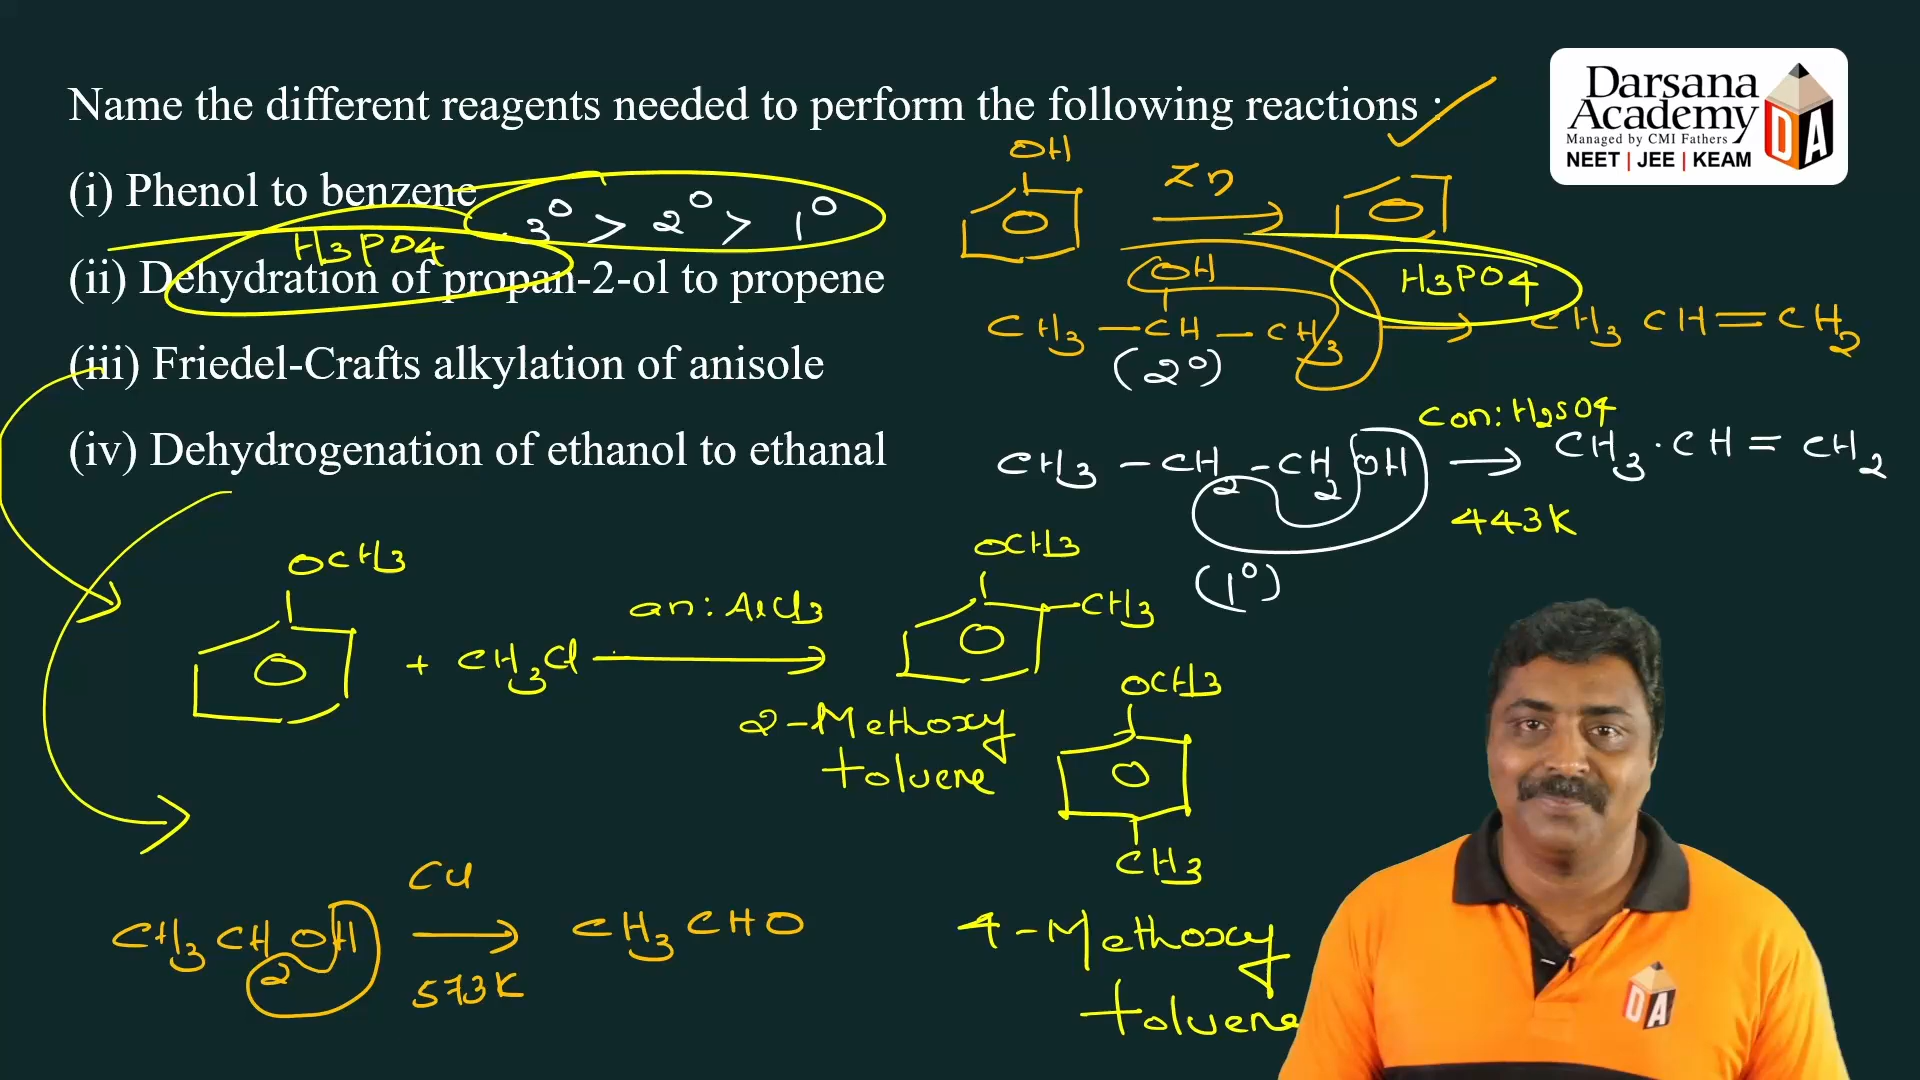 Name the different reagents needed to perform the following reactions :
(i) Phenol to benzene
(ii) Dehydration of propan-2-ol to propene
(iii) Friedel-Crafts alkylation of anisole
(iv) Dehydrogenation of ethanol to ethanal
Darsana
Academy
Managed by CMI Fathers
NEET | JEE | KEAM
DA
3° > 2° > 1°
H3PO4
OH
Zn
OH
H3PO4
CH3 — CH — CH3
CH3 CH = CH2
(2°)
Con: H2SO4
CH3 — CH2 - CH2 OH → CH3 . CH = CH2
443K
(1°)
OCH3
+ CH3Cl
an: AlCl3
OCH3
CH3
2-Methoxy
toluene
OCH3
CH3
4-Methoxy
toluene
Cu
CH3 CH2 OH → CH3 CHO
573K
DA